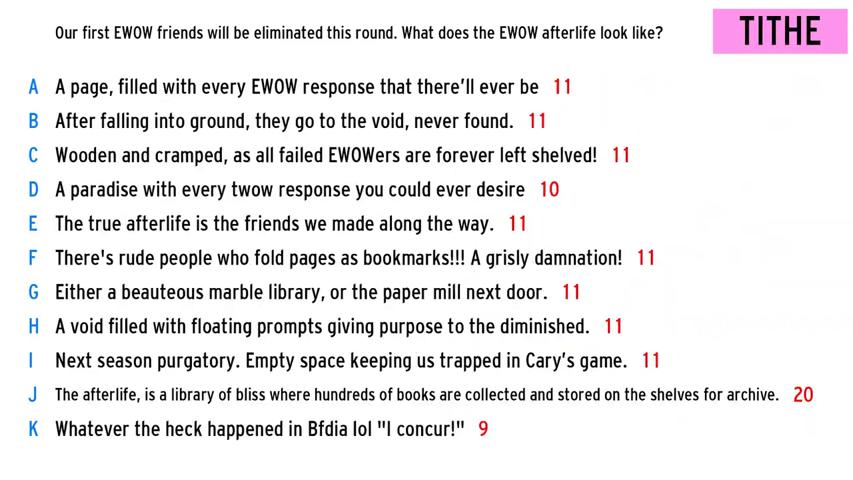 Our first EWOW friends will be eliminated this round. What does the EWOW afterlife look like?
TITHE
A A page, filled with every EWOW response that there'll ever be 11
B After falling into ground, they go to the void, never found. 11
C Wooden and cramped, as all failed EWOWers are forever left shelved! 11
D A paradise with every twow response you could ever desire 10
E The true afterlife is the friends we made along the way. 11
F There's rude people who fold pages as bookmarks!!! A grisly damnation! 11
G Either a beauteous marble library, or the paper mill next door. 11
H A void filled with floating prompts giving purpose to the diminished. 11
I Next season purgatory. Empty space keeping us trapped in Cary's game. 11
J The afterlife, is a library of bliss where hundreds of books are collected and stored on the shelves for archive. 20
K Whatever the heck happened in Bfdia lol "I concur!" 9